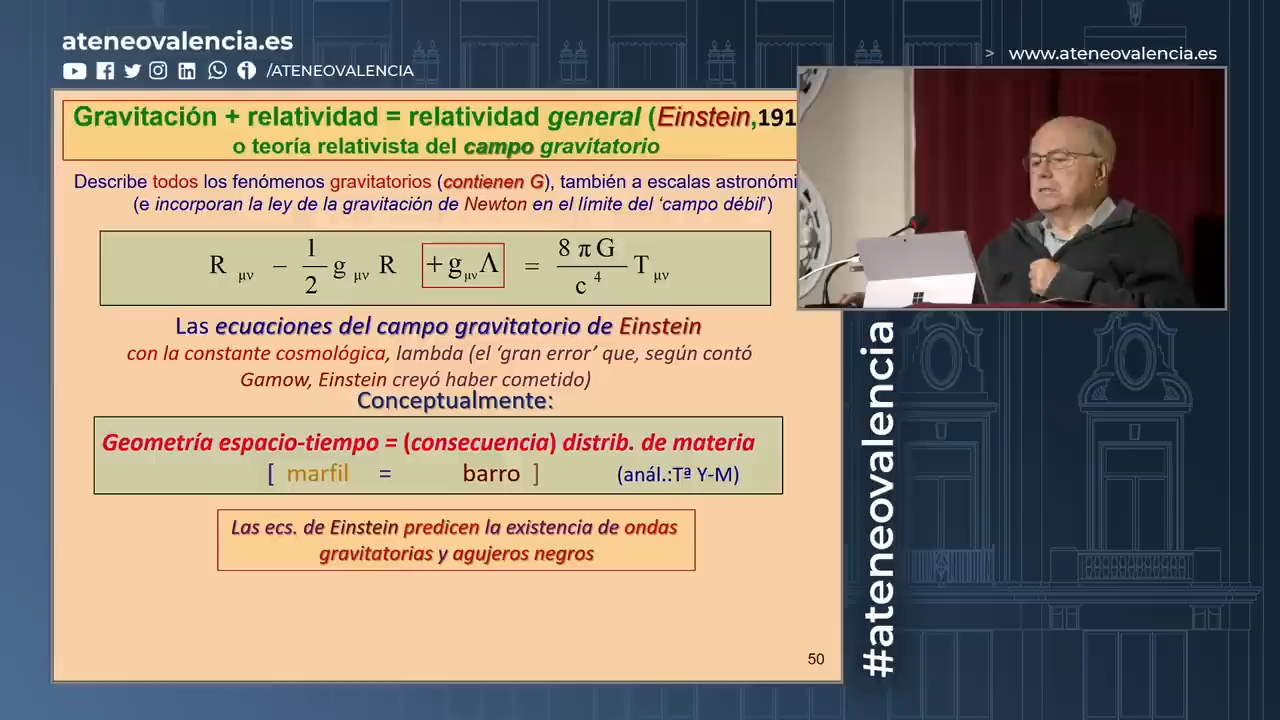 ateneovalencia.es
/ATENEOVALENCIA
> www.ateneovalencia.es
Gravitación + relatividad = relatividad general (Einstein,191
o teoría relativista del campo gravitatorio
Describe todos los fenómenos gravitatorios (contienen G), también a escalas astronómi
(e incorporan la ley de la gravitación de Newton en el límite del ‘campo débil’)
R μν − 1/2 g μν R + g μν Λ = 8 π G / c 4 T μν
Las ecuaciones del campo gravitatorio de Einstein
con la constante cosmológica, lambda (el ‘gran error’ que, según contó
Gamow, Einstein creyó haber cometido)
Conceptualmente:
Geometría espacio-tiempo = (consecuencia) distrib. de materia
[ marfil = barro ] (anál.:Tª Y-M)
Las ecs. de Einstein predicen la existencia de ondas
gravitatorias y agujeros negros
50
#ateneovalencia